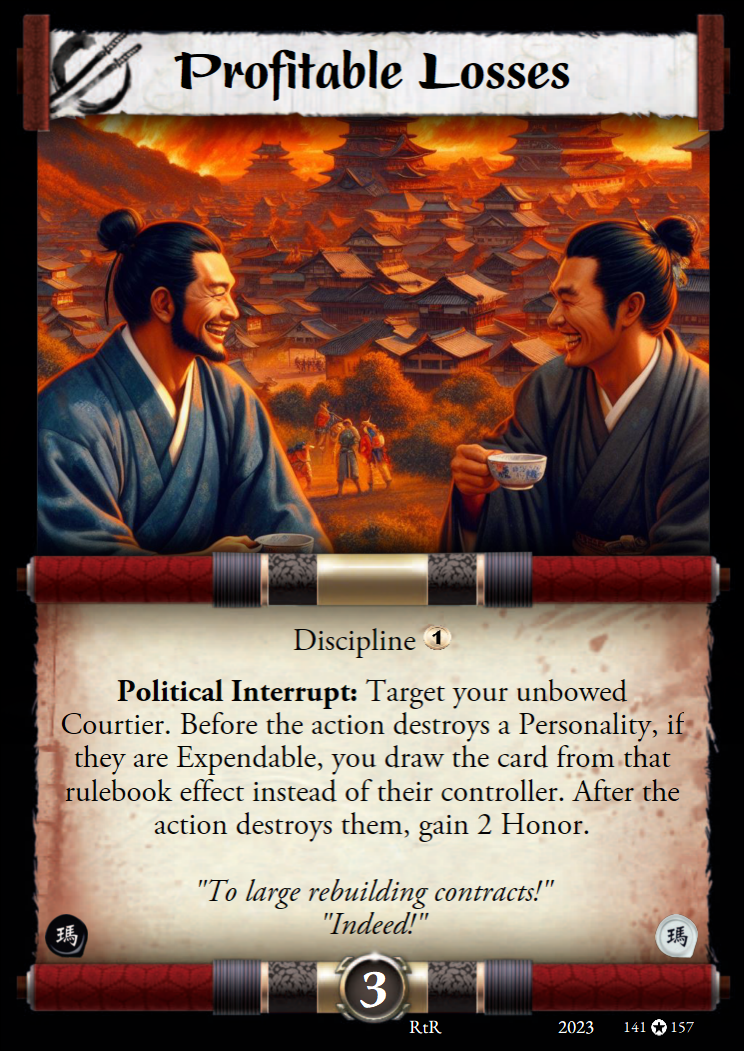 Profitable Losses
Discipline 1
Political Interrupt: Target your unbowed
Courtier. Before the action destroys a Personality, if
they are Expendable, you draw the card from that
rulebook effect instead of their controller. After the
action destroys them, gain 2 Honor.
"To large rebuilding contracts!"
"Indeed!"
瑪 瑪
3
RtR 2023 141 157